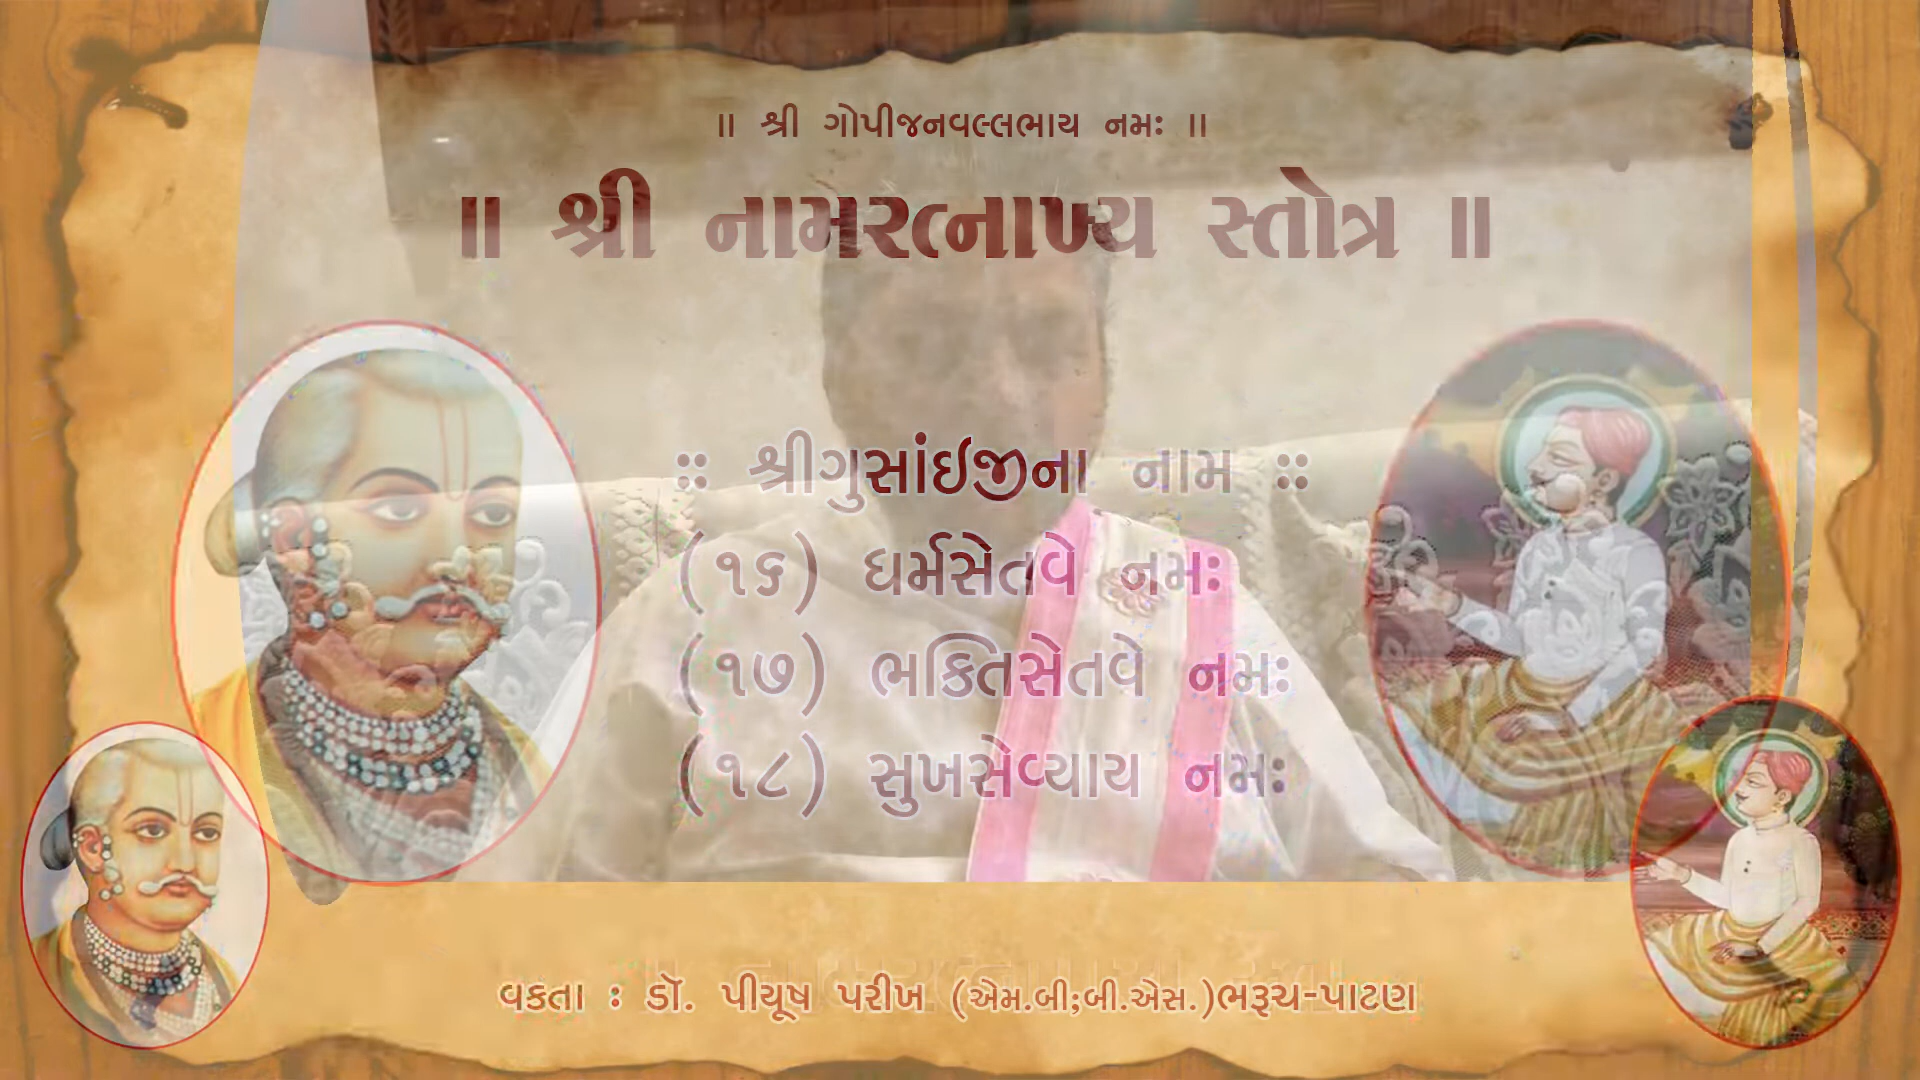 ॥ શ્રી ગોપીજનવલ્લભાય નમઃ ॥
॥ શ્રી નામરત્નાખ્ય સ્તોત્ર ॥
:: શ્રીગુસાંઇજીના નામ ::
(૧૬) ધર્મસેતવે નમઃ
(૧૭) ભક્તિસેતવે નમઃ
(૧૮) સુખસેવ્યાય નમઃ
વકતા : ડૉ. પીયૂષ પરીખ (એમ.બી;બી.એસ.)ભરૂચ-પાટણ